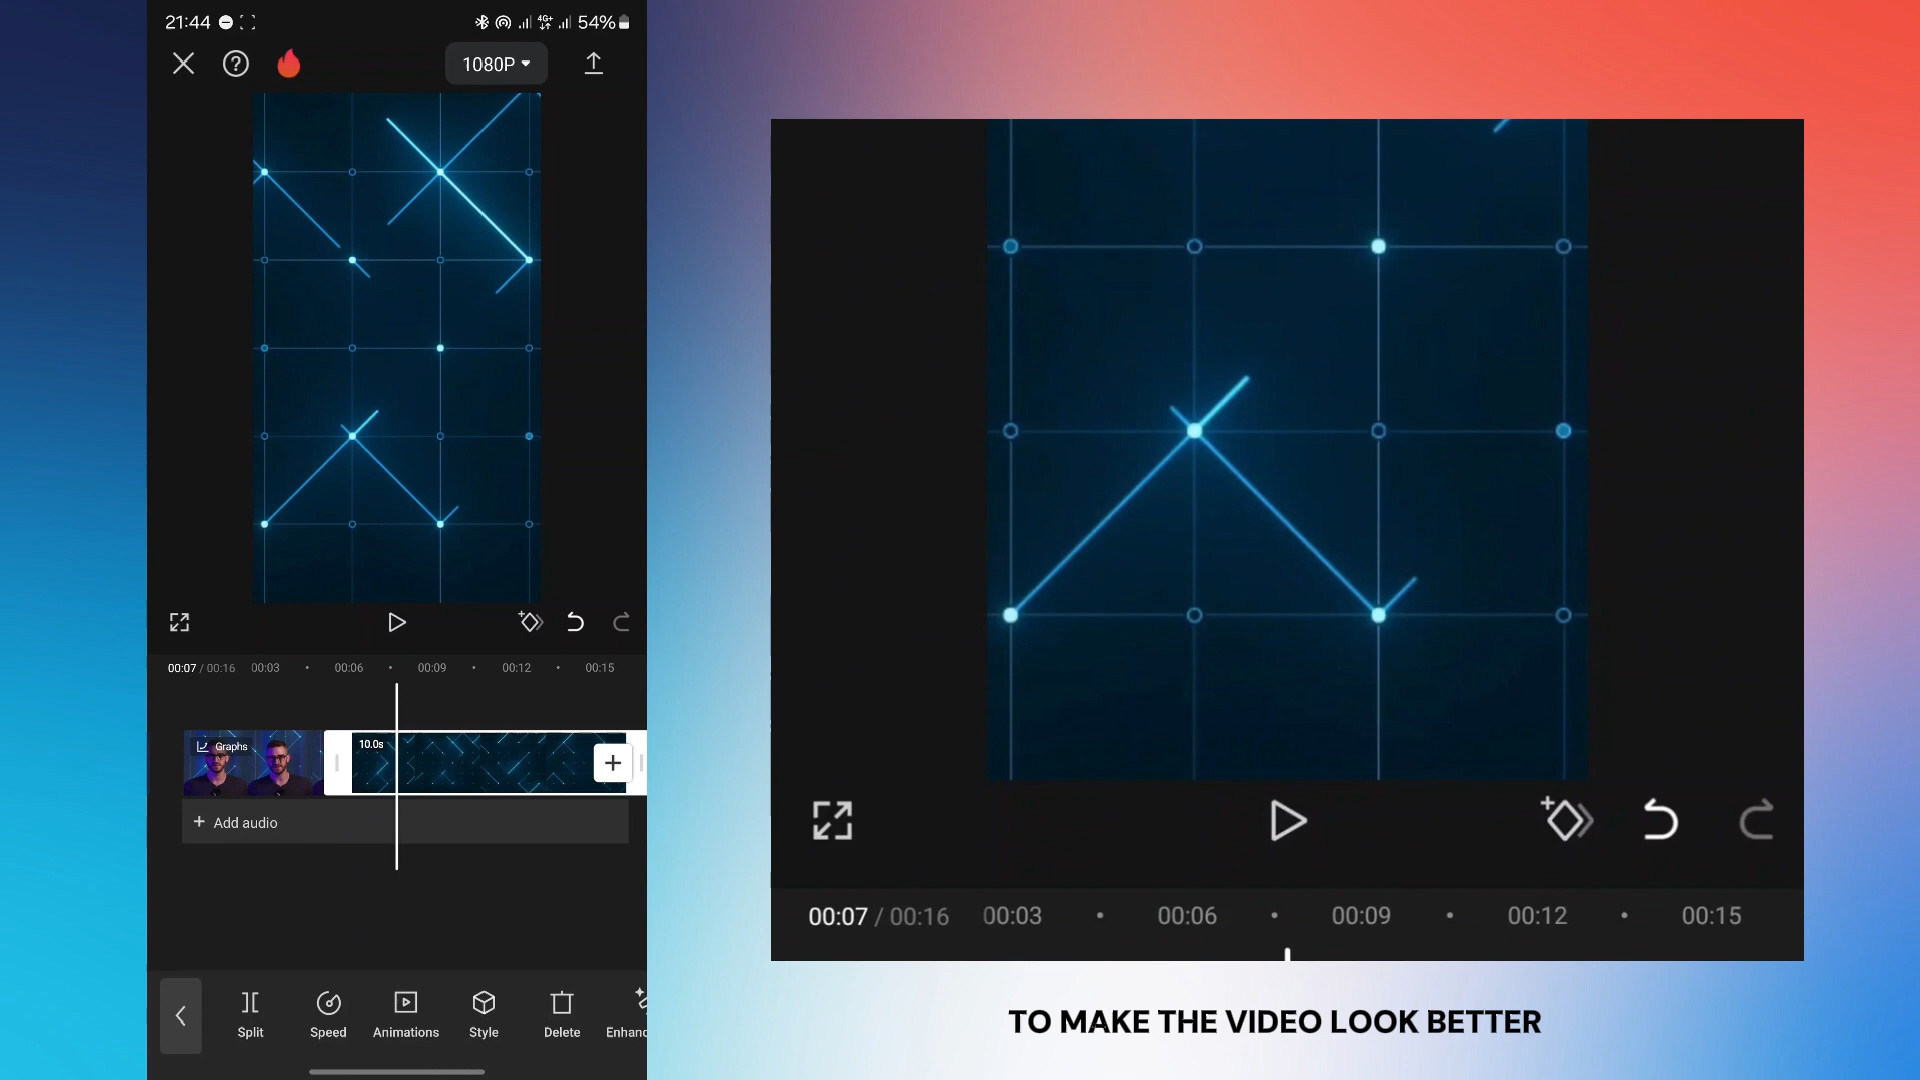 21:44
4G+
54%
1080P
00:07 / 00:16 00:03 00:06 00:09 00:12 00:15
Graphs
10.0s
+ Add audio
Split
Speed
Animations
Style
Delete
Enhanc
00:07 / 00:16 00:03 00:06 00:09 00:12 00:15
TO MAKE THE VIDEO LOOK BETTER